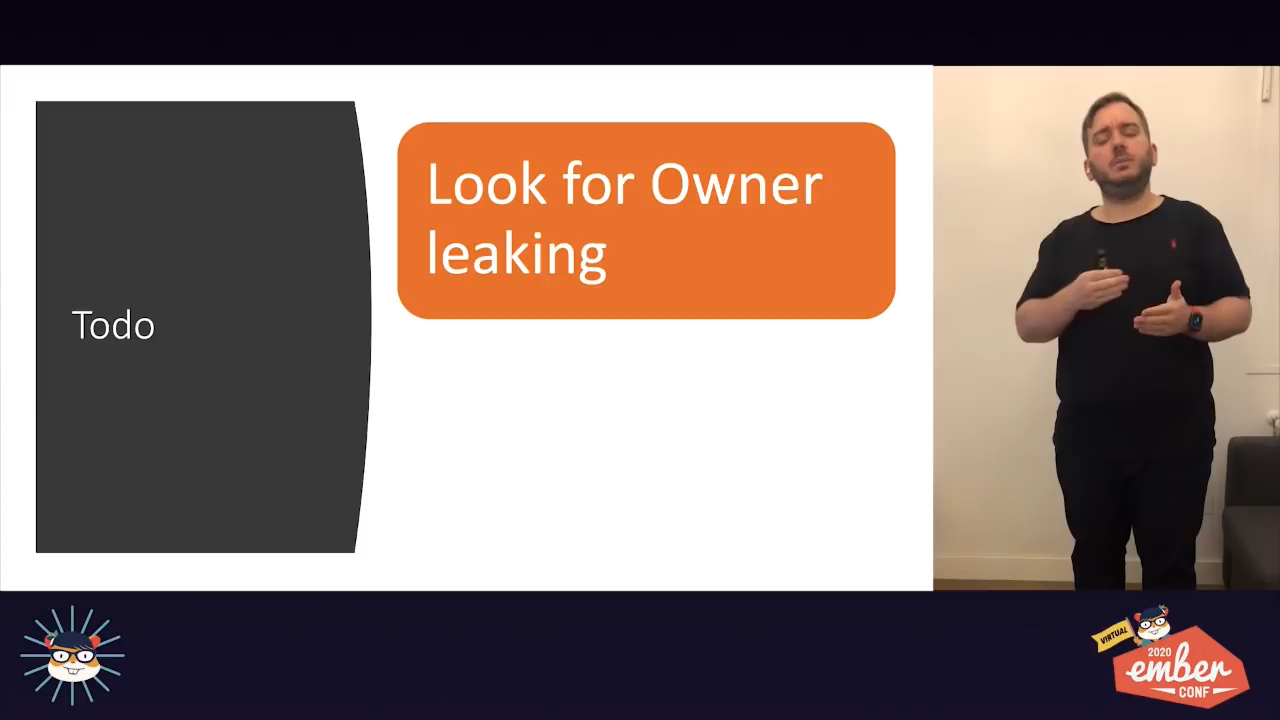 Todo
Look for Owner
leaking
VIRTUAL
2020
ember
CONF